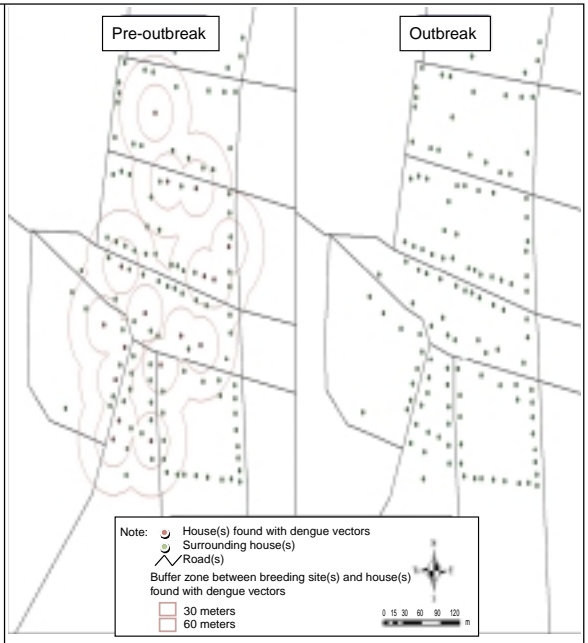 Pre-outbreak
Outbreak
Note:
House(s) found with dengue vectors
Surrounding house(s)
Road(s)
Buffer zone between breeding site(s) and house(s)
found with dengue vectors
30 meters
60 meters
0 15 30 60 90 120
m